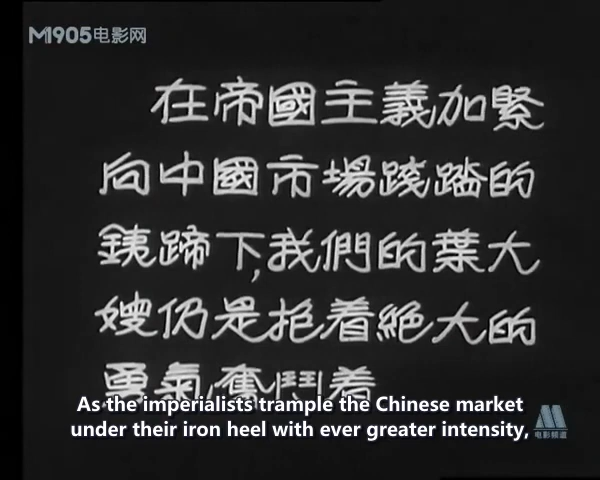 M1905电影网
在帝國主義加緊
向中國市場踐踏的
鉄蹄下,我們的葉大
嫂仍是抱着絶大的
勇氣,奮鬥着
As the imperialists trample the Chinese market
under their iron heel with ever greater intensity,
电影频道